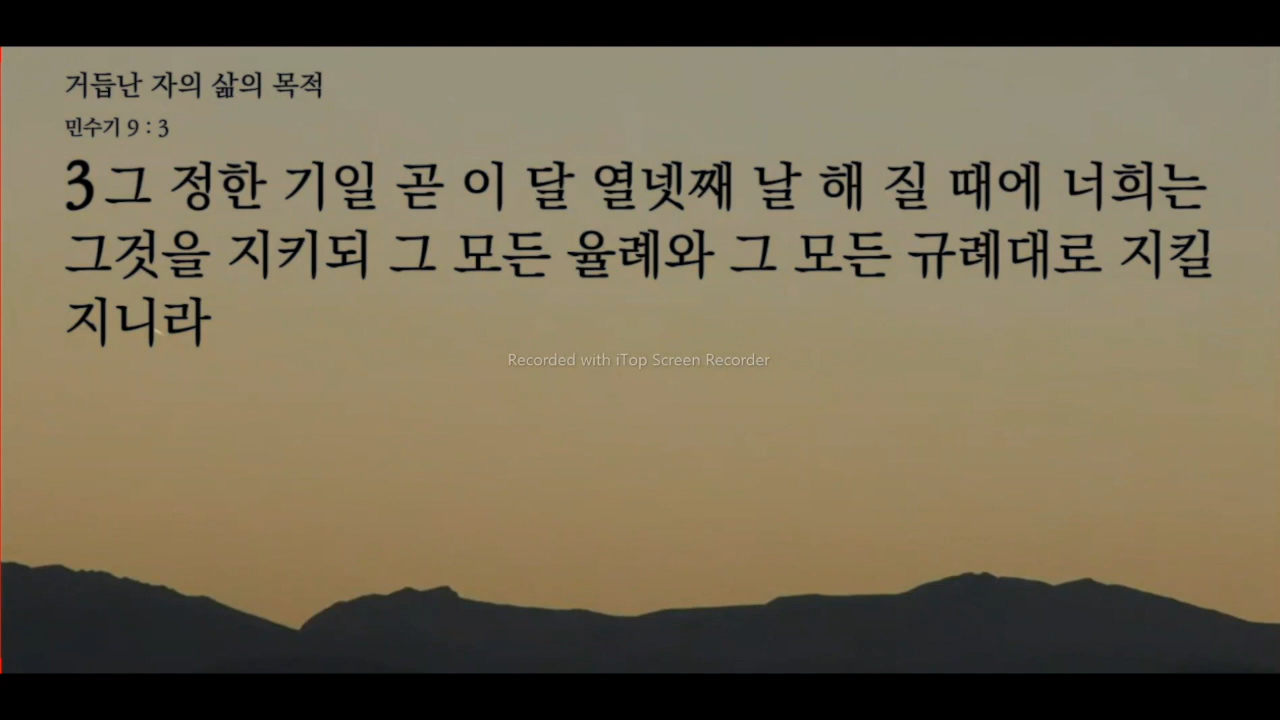 거듭난 자의 삶의 목적
민수기 9 : 3
3그 정한 기일 곧 이 달 열넷째 날 해 질 때에 너희는
그것을 지키되 그 모든 율례와 그 모든 규례대로 지킬
지니라
Recorded with iTop Screen Recorder